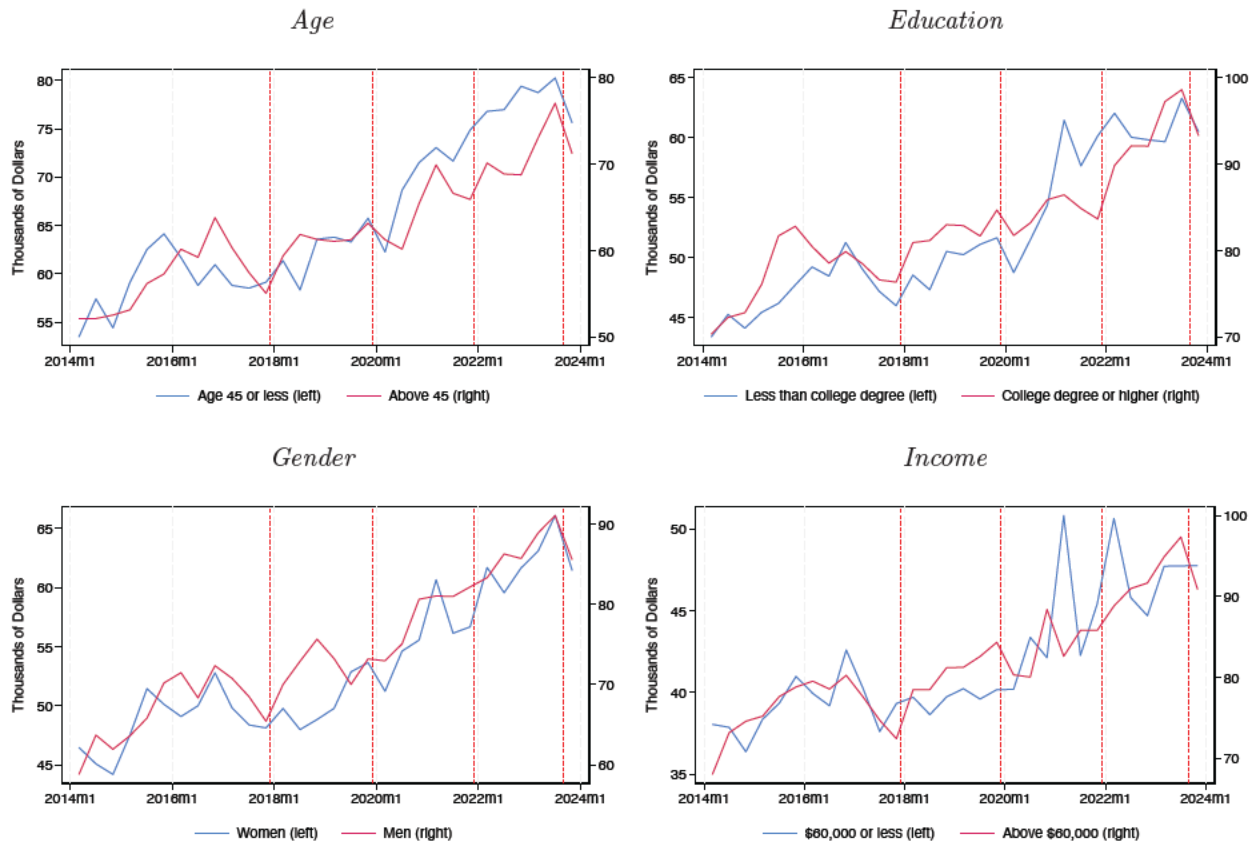 Age
Education
Thousands of Dollars
80
75
70
65
60
55
80
70
60
50
2014m1 2016m1 2018m1 2020m1 2022m1 2024m1
Age 45 or less (left) Above 45 (right)
Thousands of Dollars
65
60
55
50
45
100
90
80
70
2014m1 2016m1 2018m1 2020m1 2022m1 2024m1
Less than college degree (left) College degree or higher (right)
Gender
Income
Thousands of Dollars
65
60
55
50
45
90
80
70
60
2014m1 2016m1 2018m1 2020m1 2022m1 2024m1
Women (left) Men (right)
Thousands of Dollars
50
45
40
35
100
90
80
70
2014m1 2016m1 2018m1 2020m1 2022m1 2024m1
$60,000 or less (left) Above $60,000 (right)